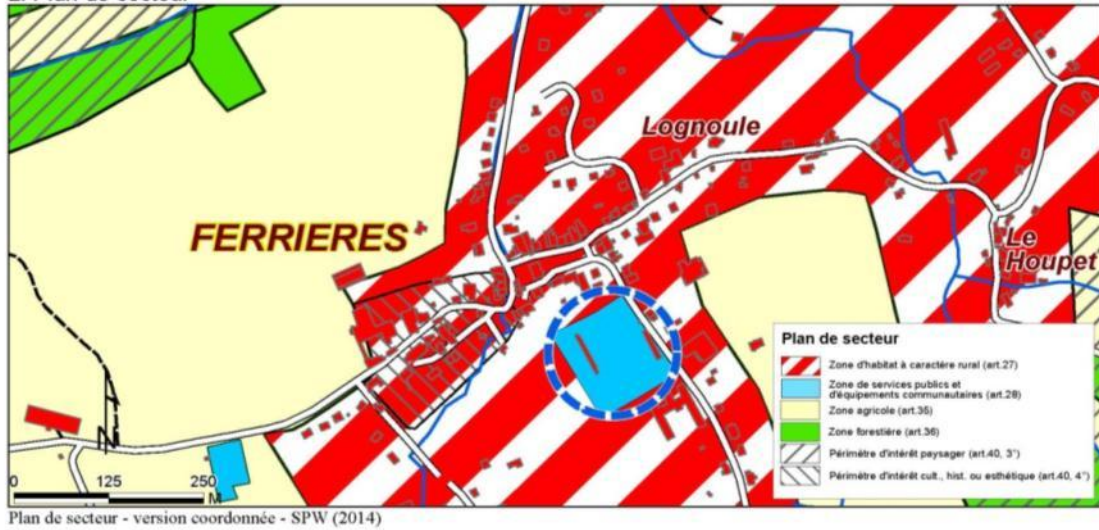 Lognoule
FERRIERES
Le
Houpet
Plan de secteur
Zone d'habitat à caractère rural (art.27)
Zone de services publics et
d'équipements communautaires (art.28)
Zone agricole (art.35)
Zone forestière (art.36)
Périmètre d'intérêt paysager (art.40, 3°)
Périmètre d'intérêt cult., hist. ou esthétique (art.40, 4°)
N
0 125 250
M
Plan de secteur - version coordonnée - SPW (2014)